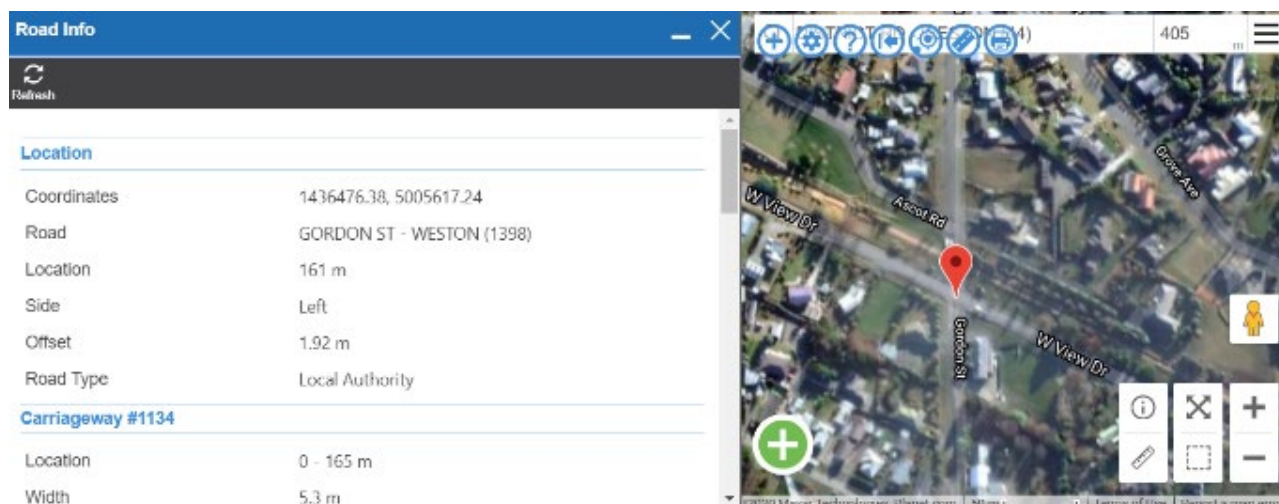 Road Info
Refresh
Location
Coordinates 1436476.38, 5005617.24
Road GORDON ST - WESTON (1398)
Location 161 m
Side Left
Offset 1.92 m
Road Type Local Authority
Carriageway #1134
Location 0 - 165 m
Width 5.3 m
405
Grove Ave
Ascot Rd
W View Dr
Gordon St
W View Dr